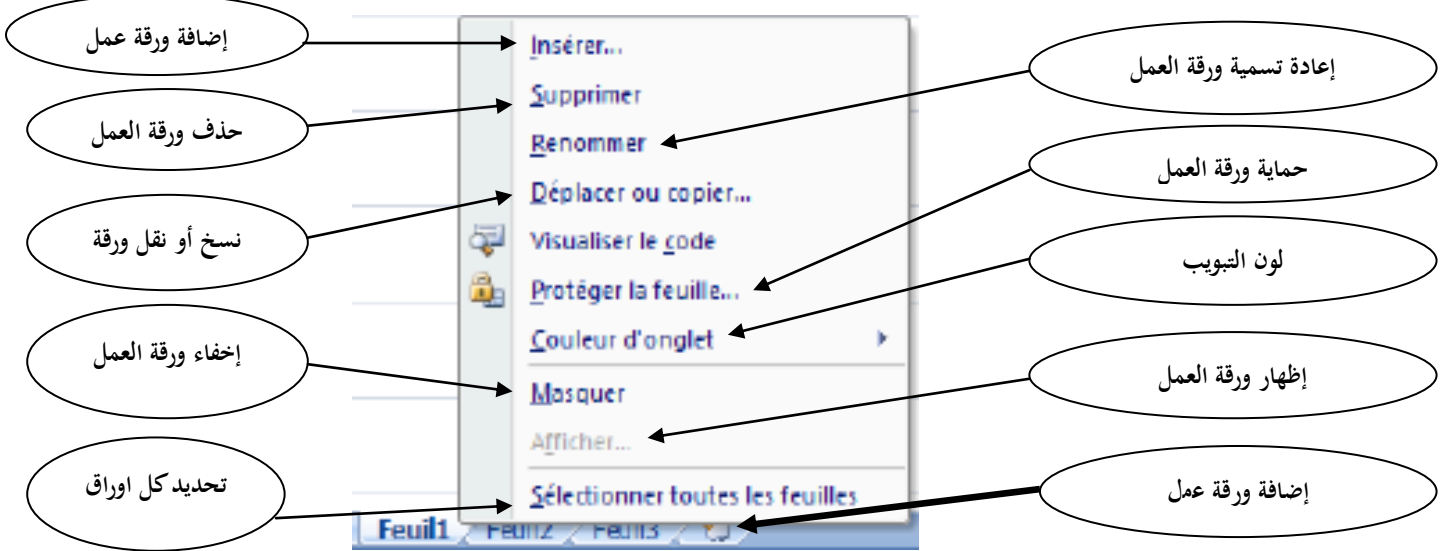 إضافة ورقة عمل
Insérer...
إعادة تسمية ورقة العمل
Supprimer
حذف ورقة العمل
Renommer
حماية ورقة العمل
Déplacer ou copier...
نسخ أو نقل ورقة
Visualiser le code
لون التبويب
Protéger la feuille...
Couleur d'onglet
إخفاء ورقة العمل
إظهار ورقة العمل
Masquer
Afficher...
تحديد كل اوراق
Sélectionner toutes les feuilles
إضافة ورقة عمل
Feuil1 Feuil2 Feuil3